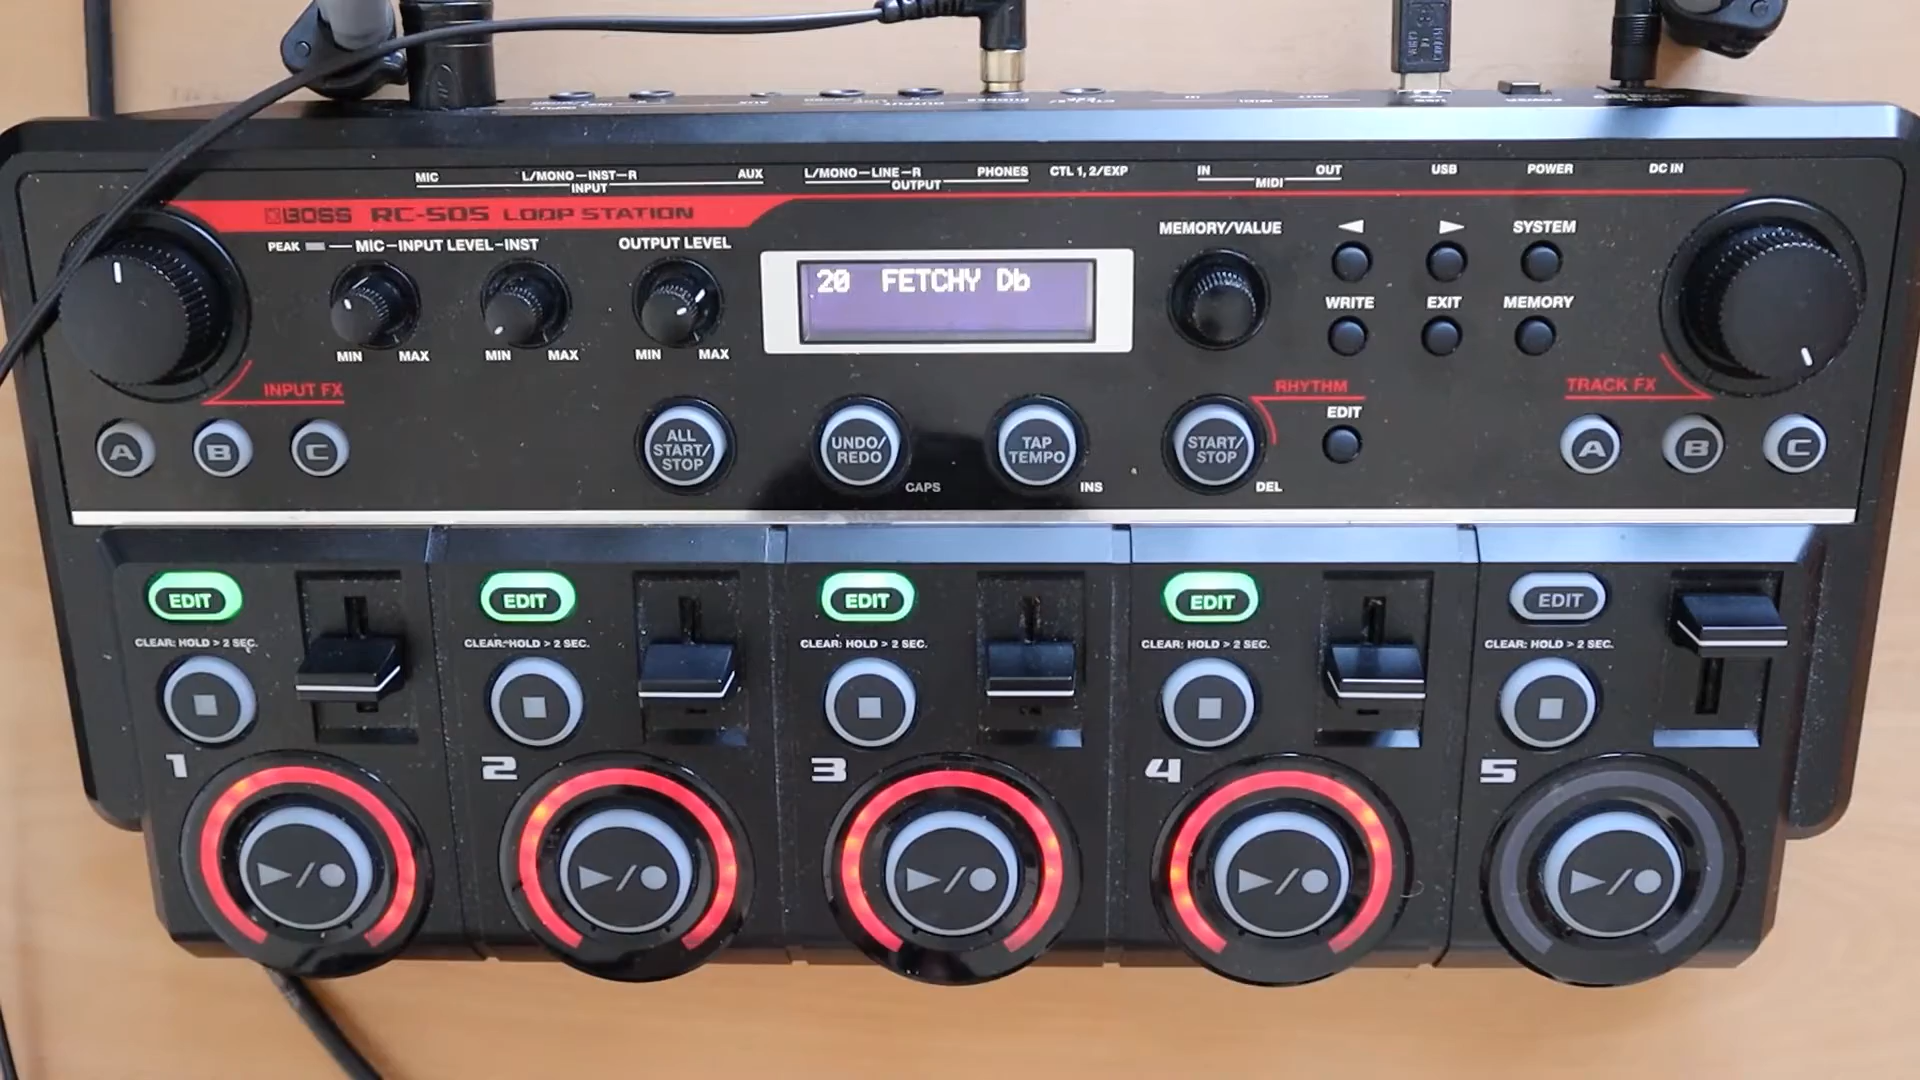 MIC
L/MONO—INST—R
AUX
INPUT
L/MONO—LINE—R
PHONES
OUTPUT
CTL 1, 2/EXP
IN
OUT
MIDI
USB
POWER
DC IN
BOSS RC-505 LOOP STATION
PEAK
MIC—INPUT LEVEL—INST
OUTPUT LEVEL
MEMORY/VALUE
◄
►
SYSTEM
20 FETCHY Db
WRITE
EXIT
MEMORY
MIN
MAX
MIN
MAX
MIN
MAX
INPUT FX
RHYTHM
TRACK FX
EDIT
A
B
C
ALL
START/
STOP
UNDO/
REDO
CAPS
TAP
TEMPO
INS
START/
STOP
DEL
A
B
C
EDIT
EDIT
EDIT
EDIT
EDIT
CLEAR: HOLD > 2 SEC.
CLEAR: HOLD > 2 SEC.
CLEAR: HOLD > 2 SEC.
CLEAR: HOLD > 2 SEC.
CLEAR: HOLD > 2 SEC.
1
2
3
4
5